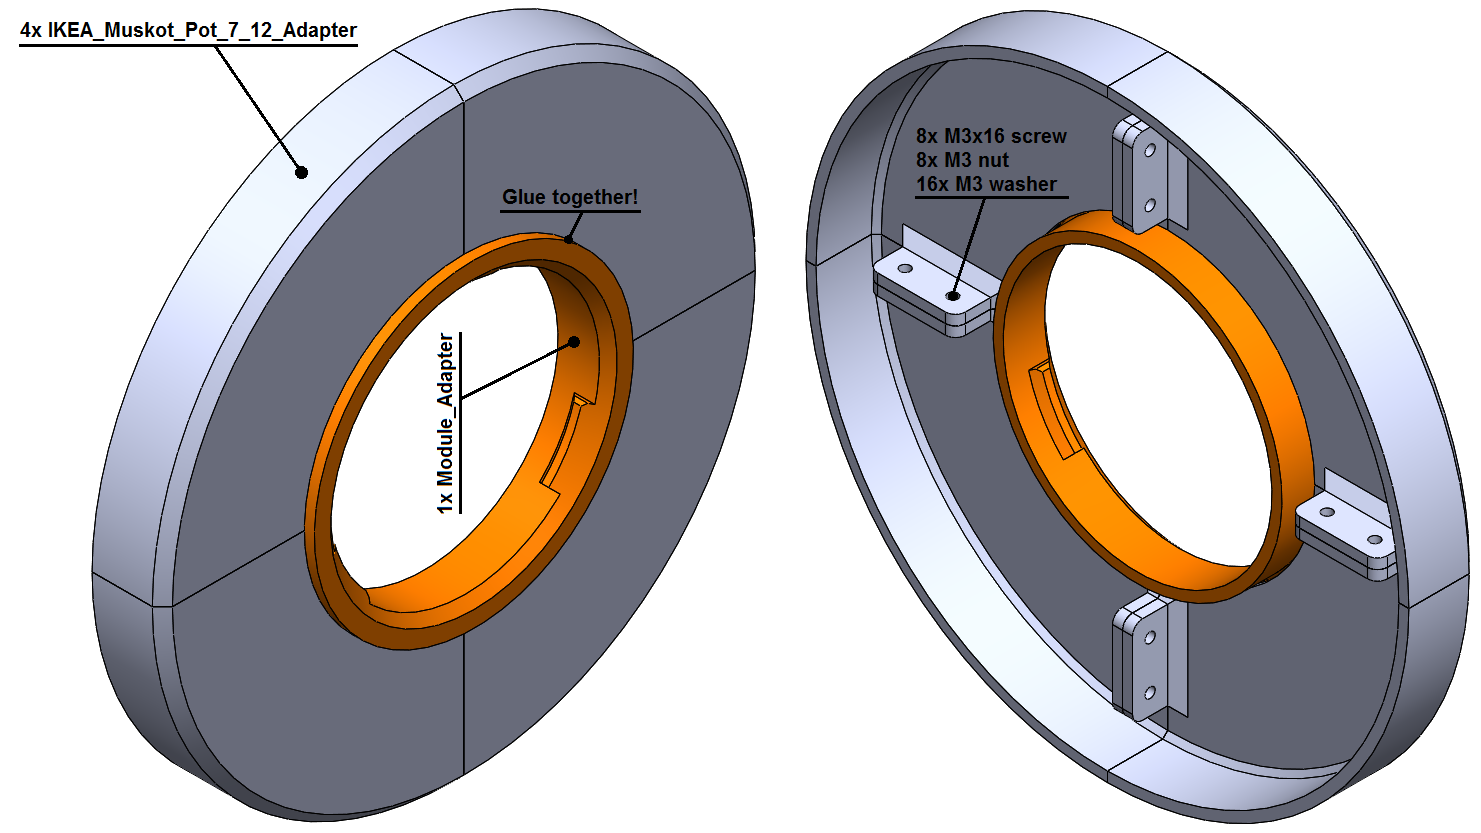 4x IKEA_Muskot_Pot_7_12_Adapter
Glue together!
1x Module_Adapter
8x M3x16 screw
8x M3 nut
16x M3 washer